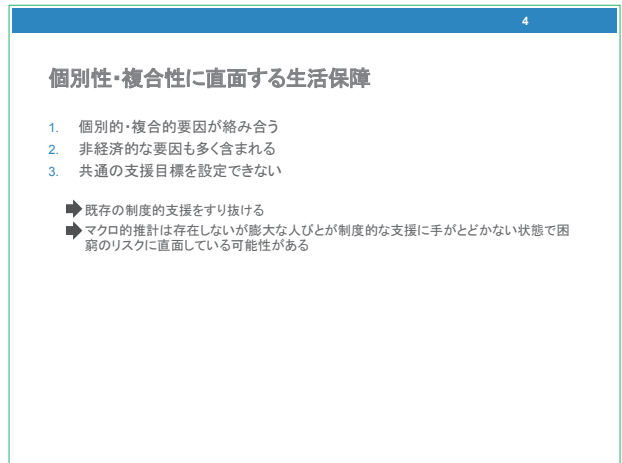 4
個別性・複合性に直面する生活保障
1. 個別的・複合的要因が絡み合う
2. 非経済的な要因も多く含まれる
3. 共通の支援目標を設定できない
既存の制度的支援をすり抜ける
マクロ的推計は存在しないが膨大な人びとが制度的な支援に手がとどかない状態で困
窮のリスクに直面している可能性がある